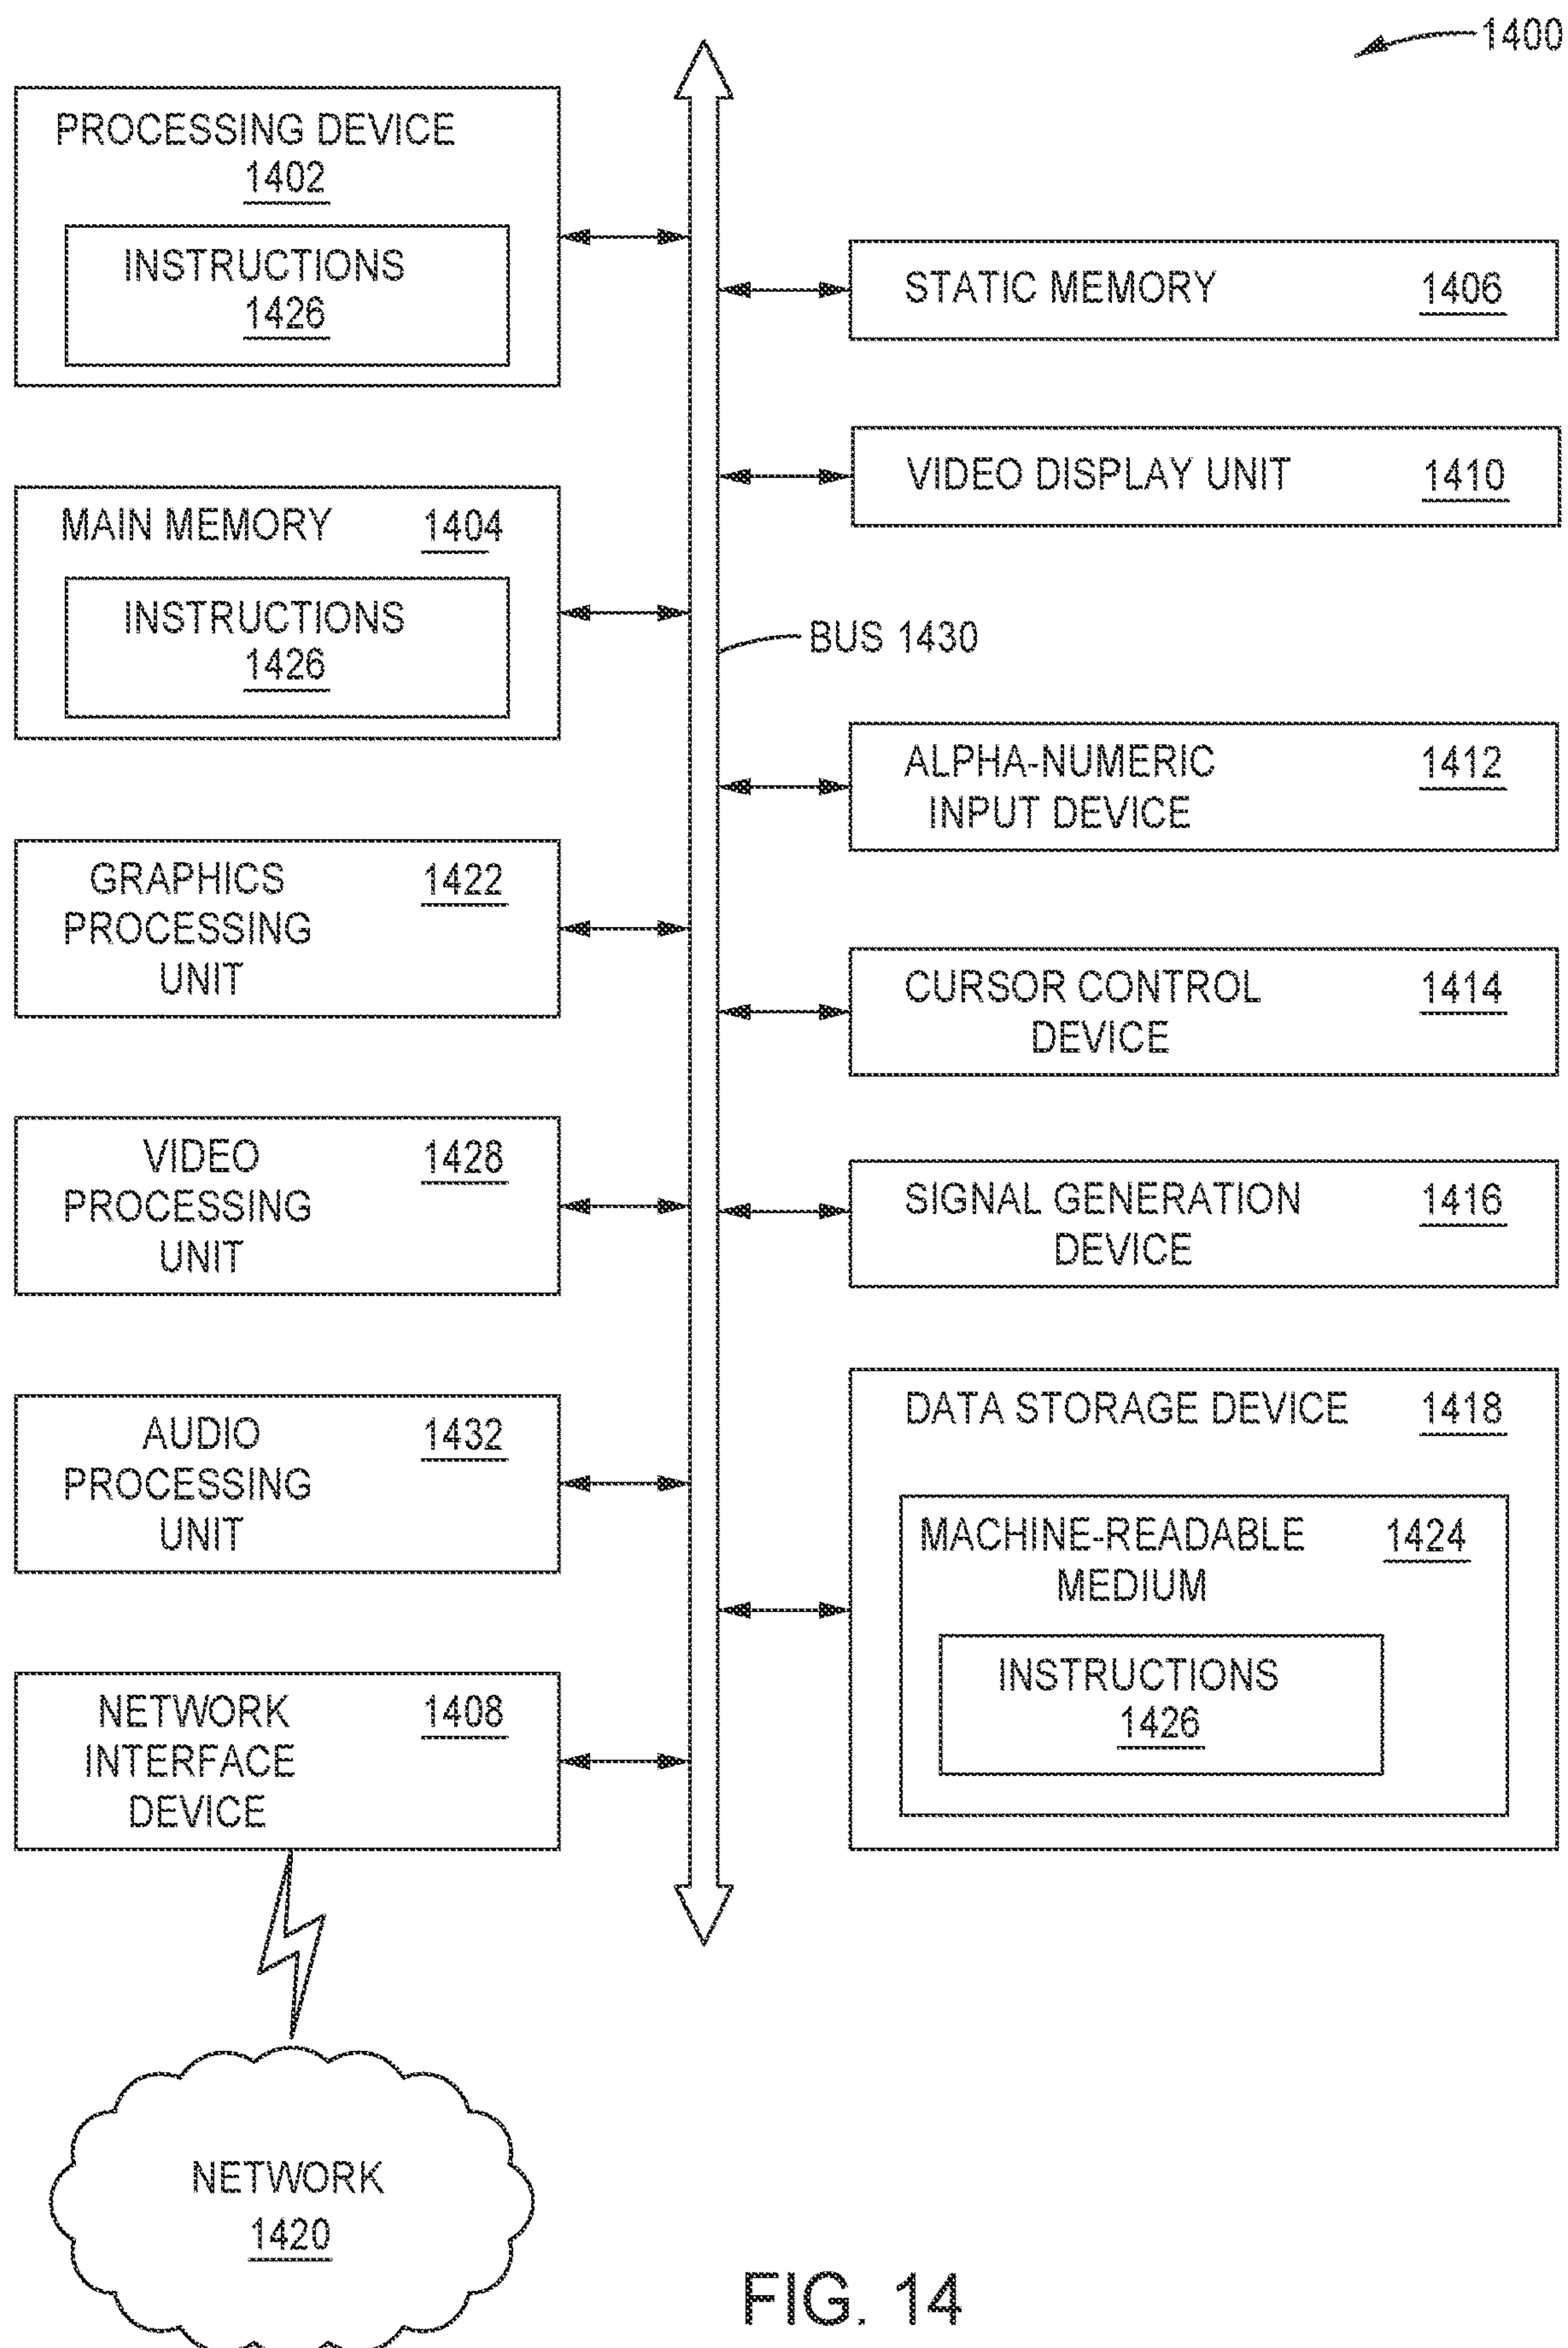 1400
PROCESSING DEVICE
1402
INSTRUCTIONS
1426
MAIN MEMORY 1404
INSTRUCTIONS
1426
GRAPHICS 1422
PROCESSING
UNIT
VIDEO 1428
PROCESSING
UNIT
AUDIO 1432
PROCESSING
UNIT
NETWORK 1408
INTERFACE
DEVICE
NETWORK
1420
BUS 1430
STATIC MEMORY 1406
VIDEO DISPLAY UNIT 1410
ALPHA-NUMERIC 1412
INPUT DEVICE
CURSOR CONTROL 1414
DEVICE
SIGNAL GENERATION 1416
DEVICE
DATA STORAGE DEVICE 1418
MACHINE-READABLE 1424
MEDIUM
INSTRUCTIONS
1426
FIG. 14